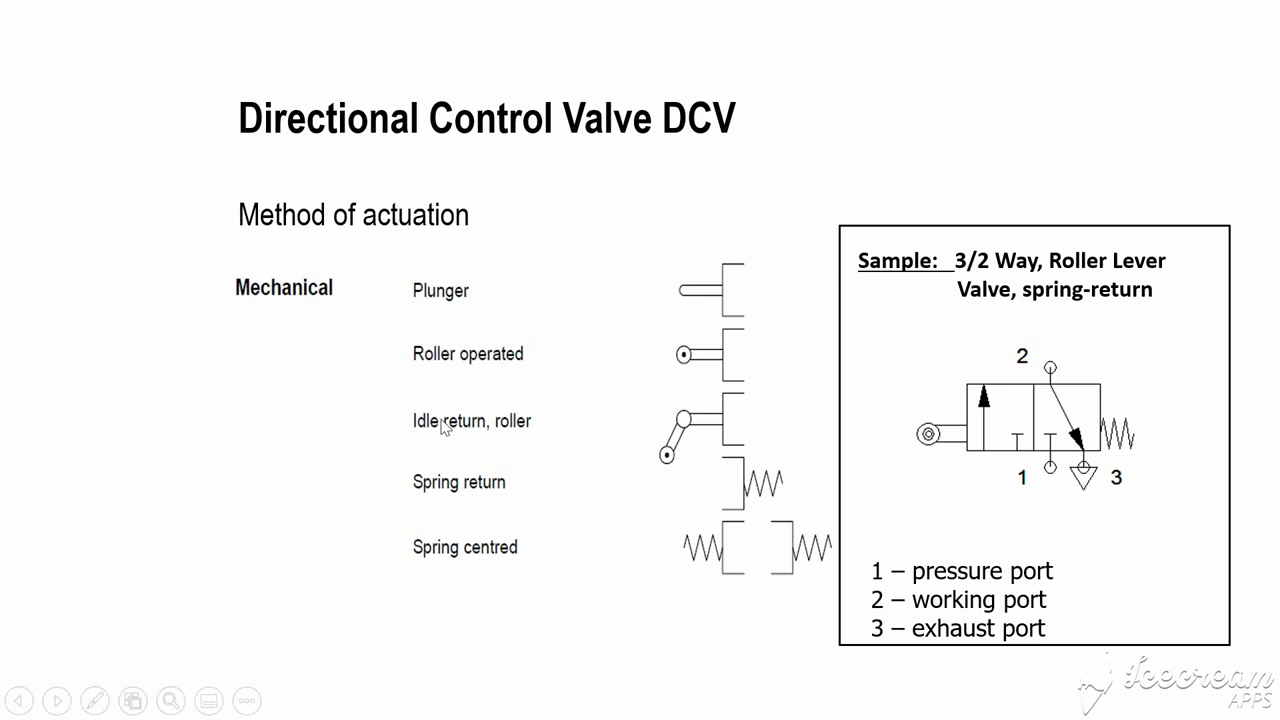 Directional Control Valve DCV
Method of actuation
Mechanical
Plunger
Roller operated
Idle return, roller
Spring return
Spring centred
Sample: 3/2 Way, Roller Lever
Valve, spring-return
2
1
3
1 – pressure port
2 – working port
3 – exhaust port
Icecream
APPS